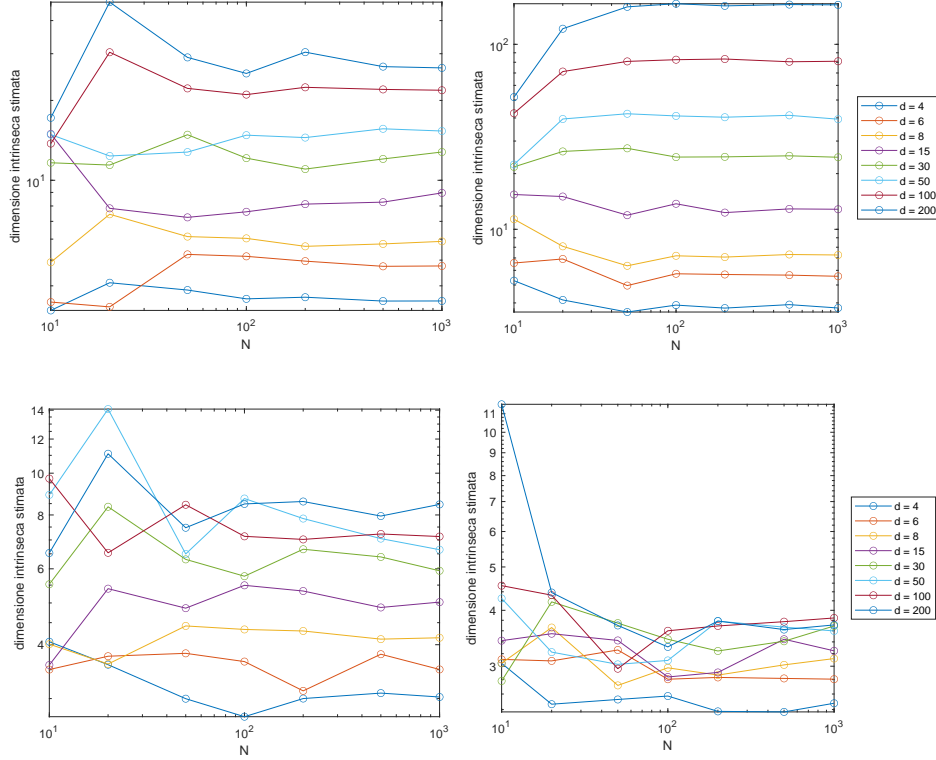 dimensione intrinseca stimata
10^1
10^1
10^2
10^3
N
dimensione intrinseca stimata
10^2
10^1
10^1
10^2
10^3
N
d = 4
d = 6
d = 8
d = 15
d = 30
d = 50
d = 100
d = 200
dimensione intrinseca stimata
14
12
10
8
6
4
10^1
10^2
10^3
N
dimensione intrinseca stimata
11
10
9
8
7
6
5
4
3
10^1
10^2
10^3
N
d = 4
d = 6
d = 8
d = 15
d = 30
d = 50
d = 100
d = 200